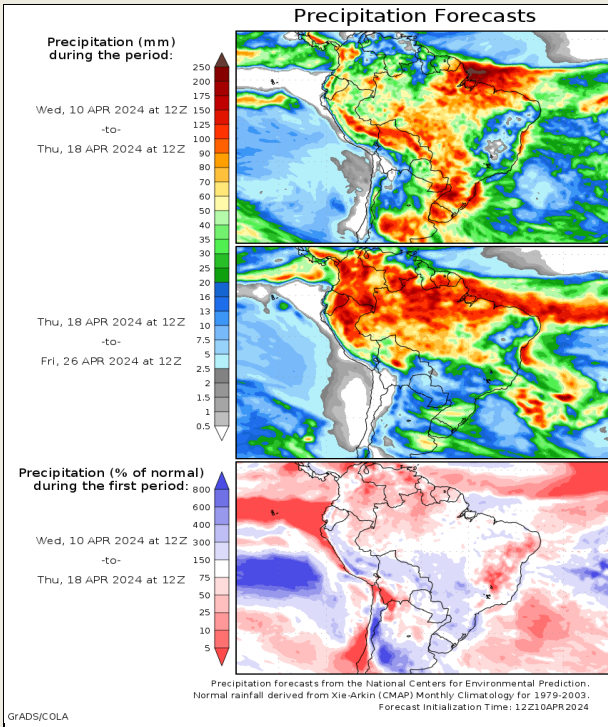 Precipitation Forecasts
Precipitation (mm)
during the period:
Wed, 10 APR 2024 at 12Z
-to-
Thu, 18 APR 2024 at 12Z
250
200
175
150
125
100
90
80
70
60
50
40
35
30
25
20
16
13
10
7.5
5
2.5
2
1.5
1
0.5
Thu, 18 APR 2024 at 12Z
-to-
Fri, 26 APR 2024 at 12Z
Precipitation (% of normal)
during the first period:
Wed, 10 APR 2024 at 12Z
-to-
Thu, 18 APR 2024 at 12Z
800
600
400
300
150
75
50
25
10
5
Precipitation forecasts from the National Centers for Environmental Prediction.
Normal rainfall derived from Xie-Arkin (CMAP) Monthly Climatology for 1979-2003.
Forecast Initialization Time: 12Z10APR2024
GrADS/COLA